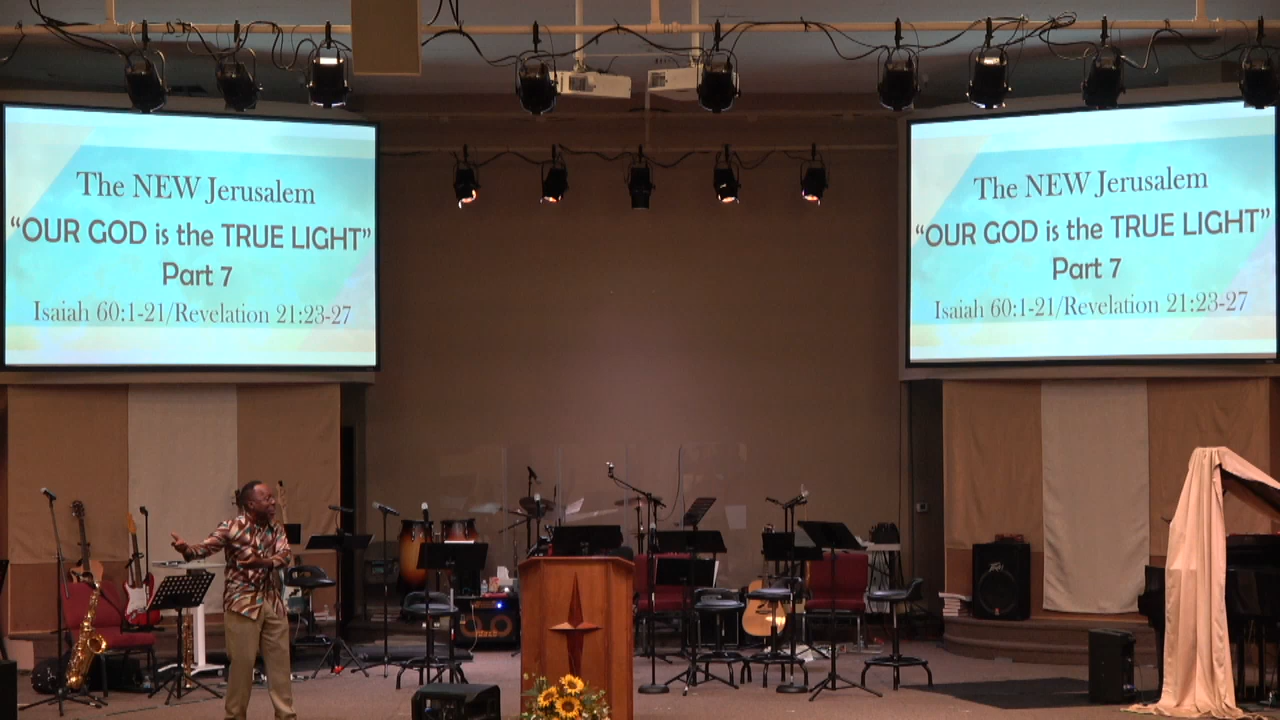 The NEW Jerusalem
“OUR GOD is the TRUE LIGHT”
Part 7
Isaiah 60:1-21/Revelation 21:23-27
The NEW Jerusalem
“OUR GOD is the TRUE LIGHT”
Part 7
Isaiah 60:1-21/Revelation 21:23-27